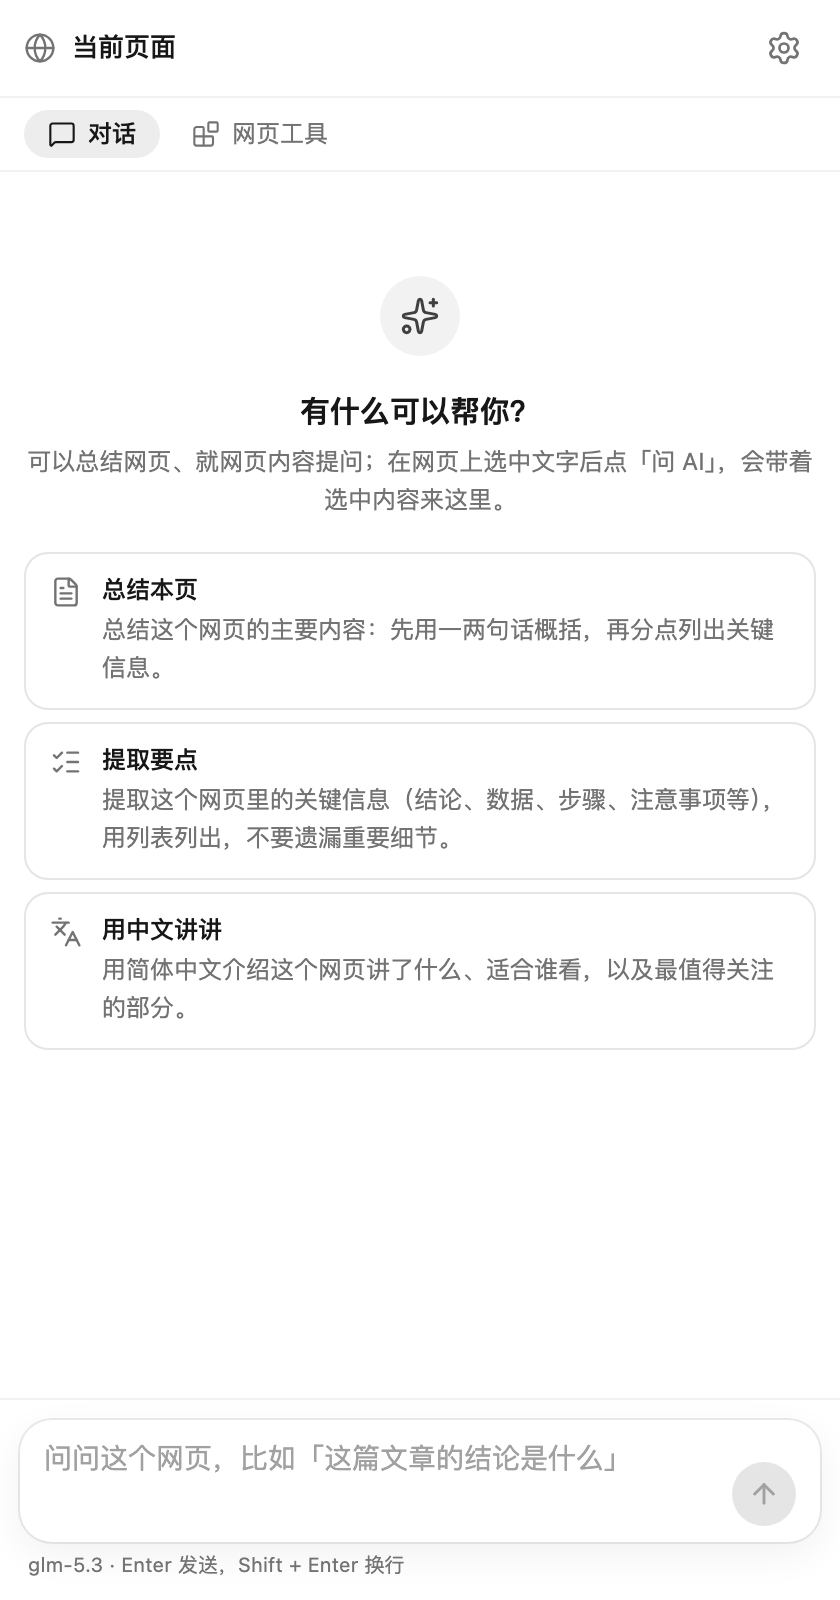 当前页面
对话
网页工具
有什么可以帮你?
可以总结网页、就网页内容提问；在网页上选中文字后点「问 AI」，会带着
选中内容来这里。
总结本页
总结这个网页的主要内容：先用一两句话概括，再分点列出关键
信息。
提取要点
提取这个网页里的关键信息（结论、数据、步骤、注意事项等），
用列表列出，不要遗漏重要细节。
用中文讲讲
用简体中文介绍这个网页讲了什么、适合谁看，以及最值得关注
的部分。
问问这个网页，比如「这篇文章的结论是什么」
glm-5.3 · Enter 发送，Shift + Enter 换行